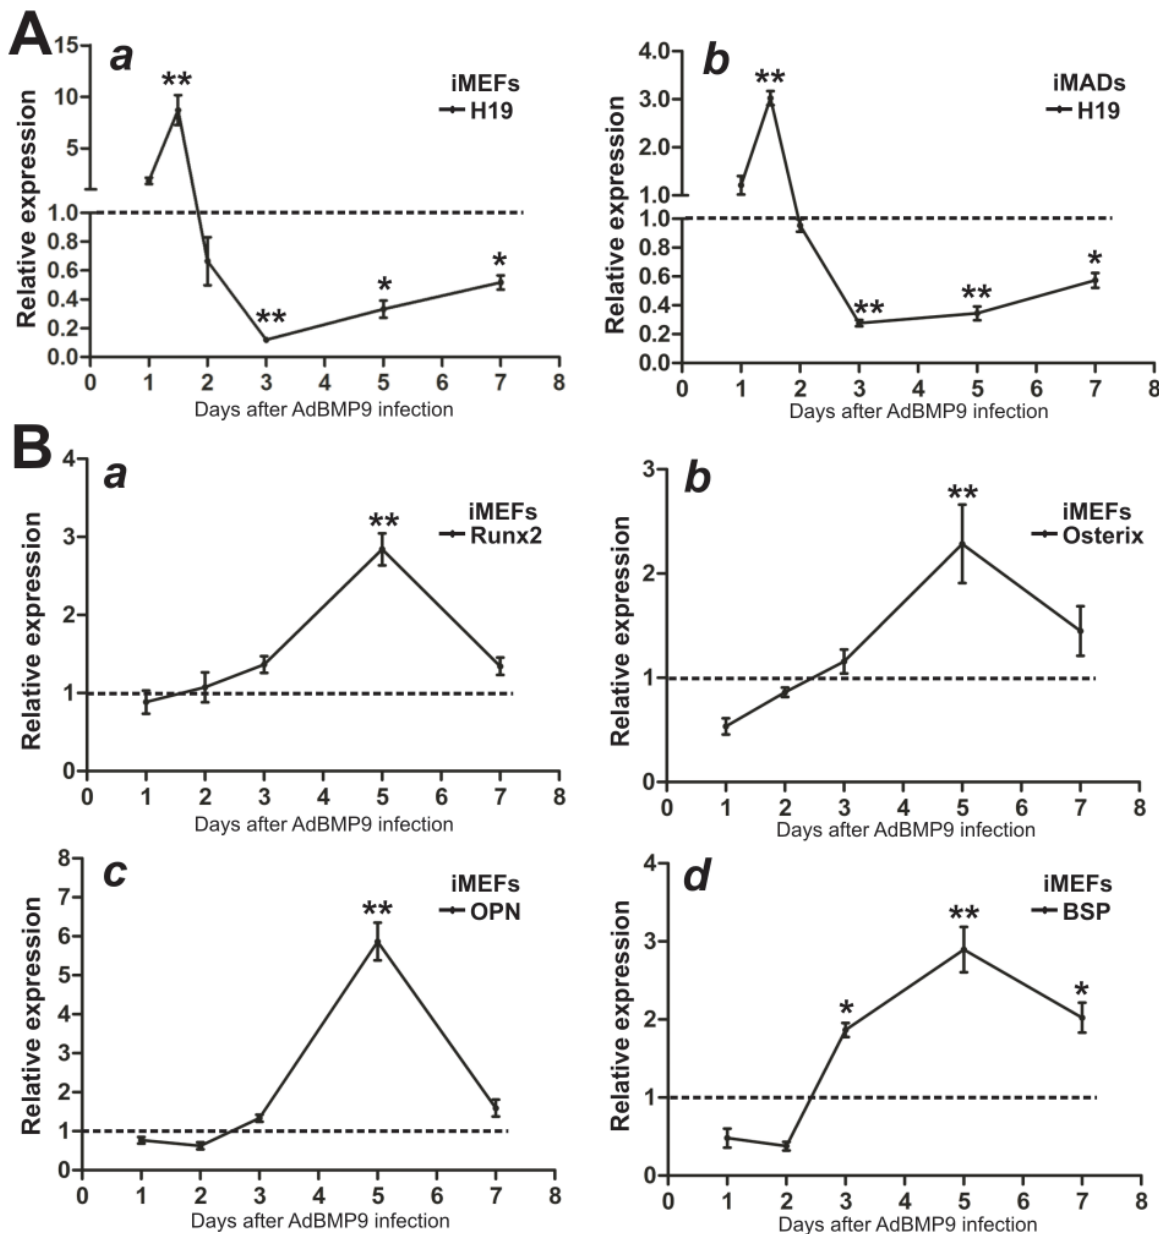 A
a
iMEFs
H19
**
**
*
*
Relative expression
15
10
5
1.0
0.8
0.6
0.4
0.2
0.0
0 1 2 3 4 5 6 7 8
Days after AdBMP9 infection
b
iMADs
H19
**
**
**
*
Relative expression
4.0
3.0
2.0
1.0
1.0
0.8
0.6
0.4
0.2
0.0
0 1 2 3 4 5 6 7 8
Days after AdBMP9 infection
B
a
iMEFs
Runx2
**
Relative expression
4
3
2
1
0
0 1 2 3 4 5 6 7 8
Days after AdBMP9 infection
b
iMEFs
Osterix
**
Relative expression
3
2
1
0
0 1 2 3 4 5 6 7 8
Days after AdBMP9 infection
c
iMEFs
OPN
**
Relative expression
8
7
6
5
4
3
2
1
0
0 1 2 3 4 5 6 7 8
Days after AdBMP9 infection
d
iMEFs
BSP
*
**
*
Relative expression
4
3
2
1
0
0 1 2 3 4 5 6 7 8
Days after AdBMP9 infection